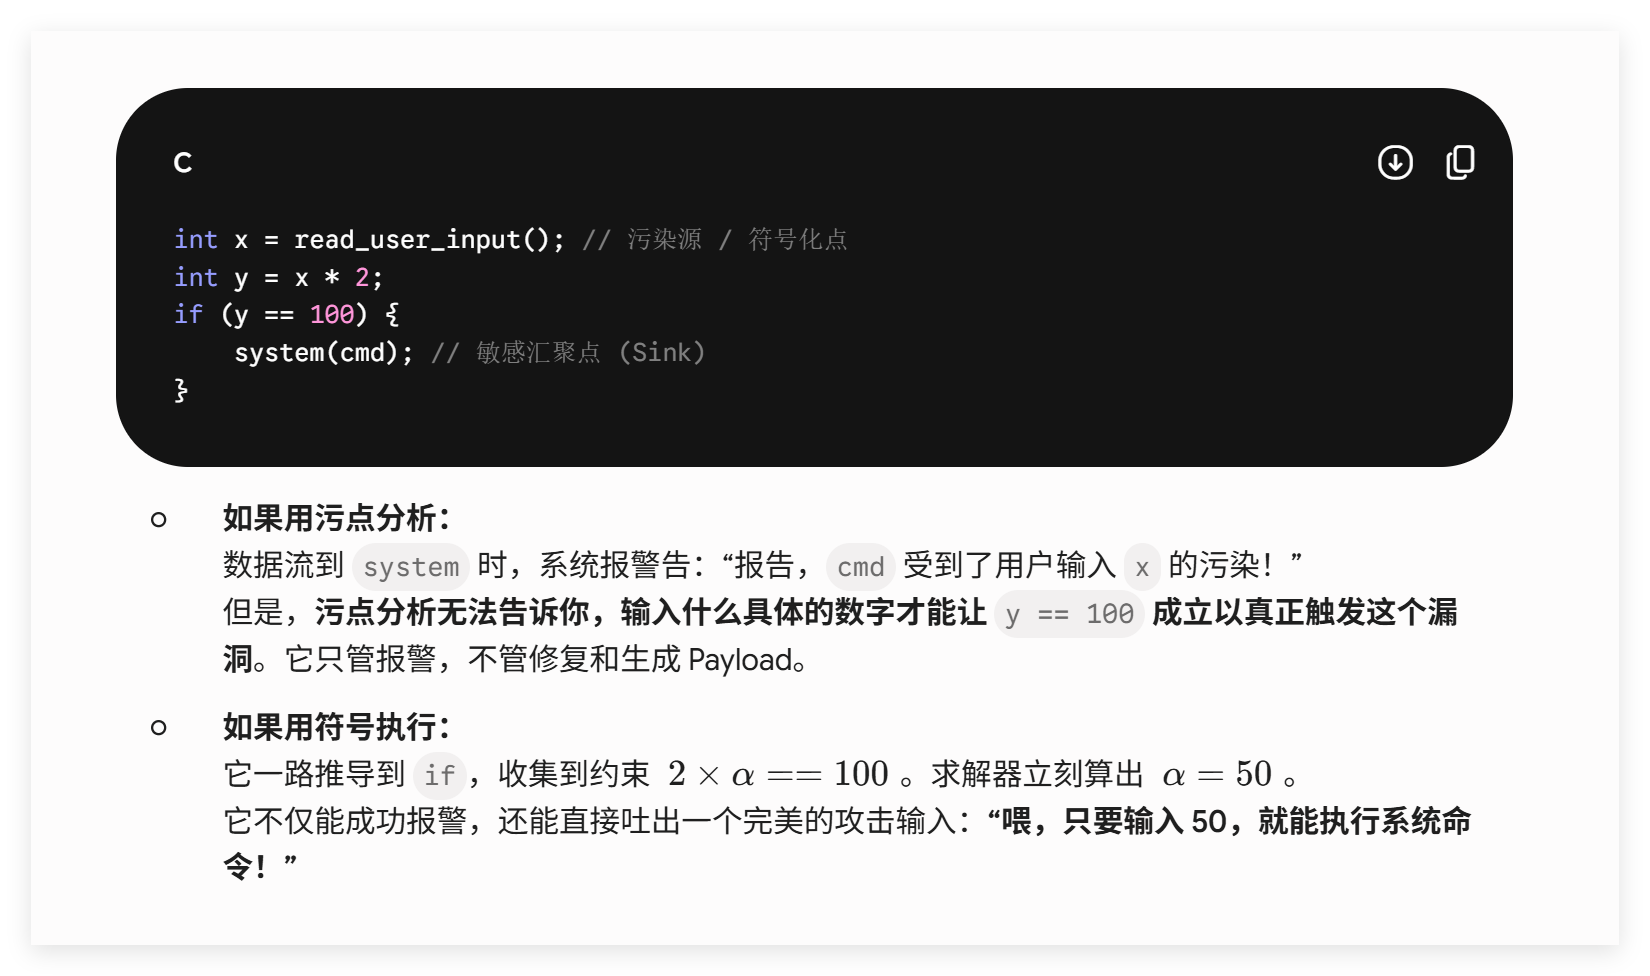 C
int x = read_user_input(); // 污染源 / 符号化点
int y = x * 2;
if (y == 100) {
    system(cmd); // 敏感汇聚点 (Sink)
}
如果用污点分析：
数据流到 system 时，系统报警告：“报告，cmd 受到了用户输入 x 的污染！”
但是，污点分析无法告诉你，输入什么具体的数字才能让 y == 100 成立以真正触发这个漏
洞。它只管报警，不管修复和生成 Payload。
如果用符号执行：
它一路推导到 if，收集到约束 2 × α == 100 。求解器立刻算出 α = 50 。
它不仅能成功报警，还能直接吐出一个完美的攻击输入：“喂，只要输入 50，就能执行系统命
令！”